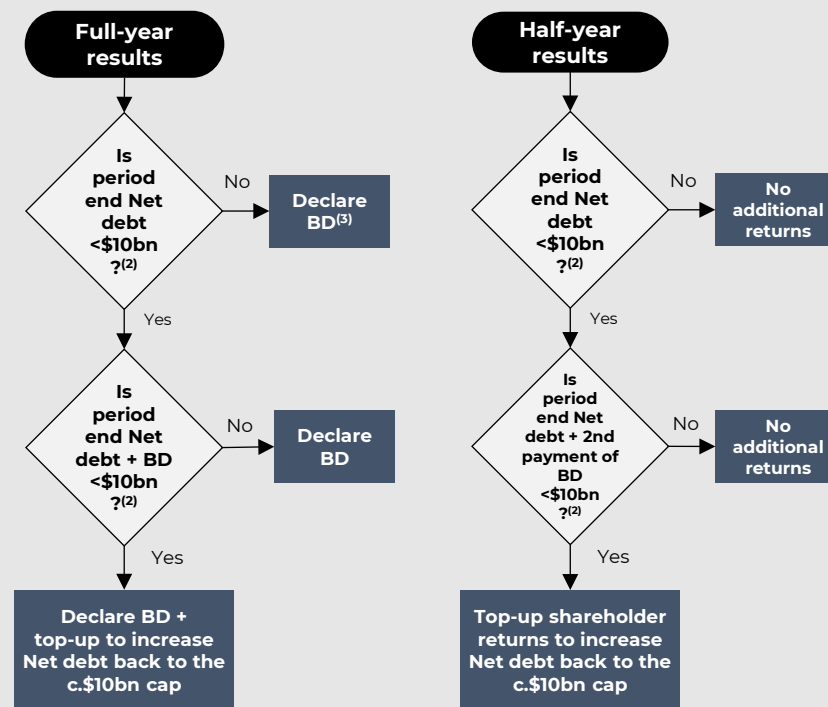 Full-year
results
Is
period
end Net
debt
<$10bn
?(2)
No
Declare
BD(3)
Yes
Is
period
end Net
debt + BD
<$10bn
?(2)
No
Declare
BD
Yes
Declare BD +
top-up to increase
Net debt back to the
c.$10bn cap
Half-year
results
Is
period
end Net
debt
<$10bn
?(2)
No
No
additional
returns
Yes
Is
period
end Net
debt + 2nd
payment of
BD
<$10bn
?(2)
No
No
additional
returns
Yes
Top-up shareholder
returns to increase
Net debt back to the
c.$10bn cap